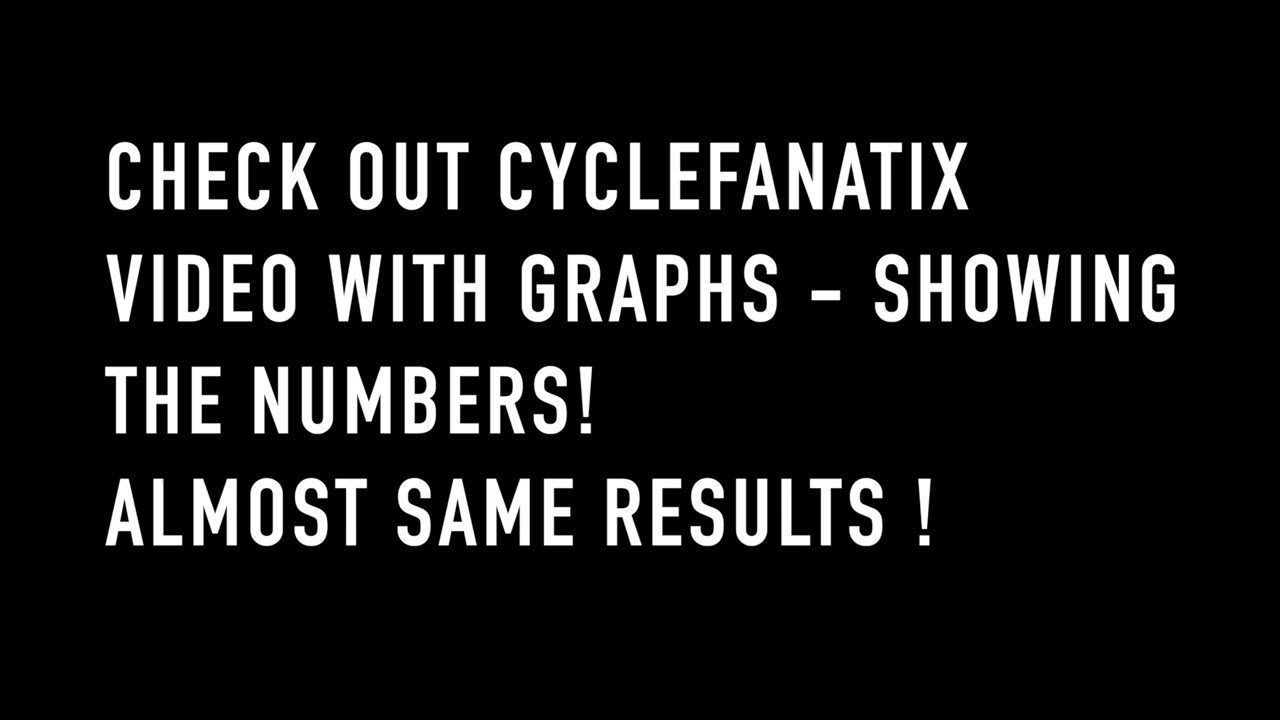 CHECK OUT CYCLEFANATIX
VIDEO WITH GRAPHS - SHOWING
THE NUMBERS!
ALMOST SAME RESULTS !